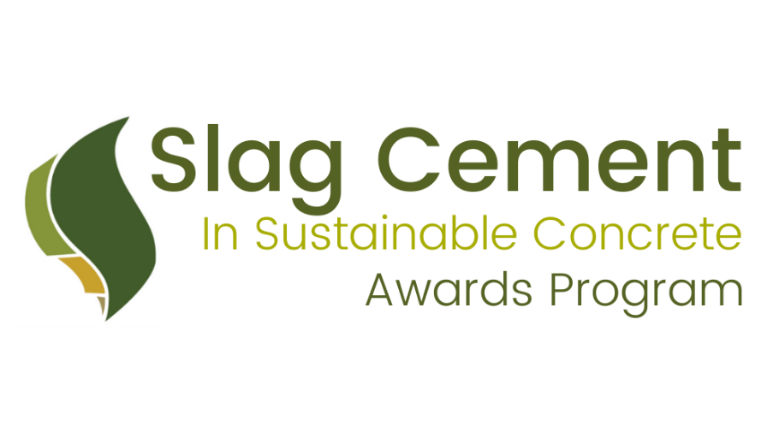 Slag Cement
In Sustainable Concrete
Awards Program